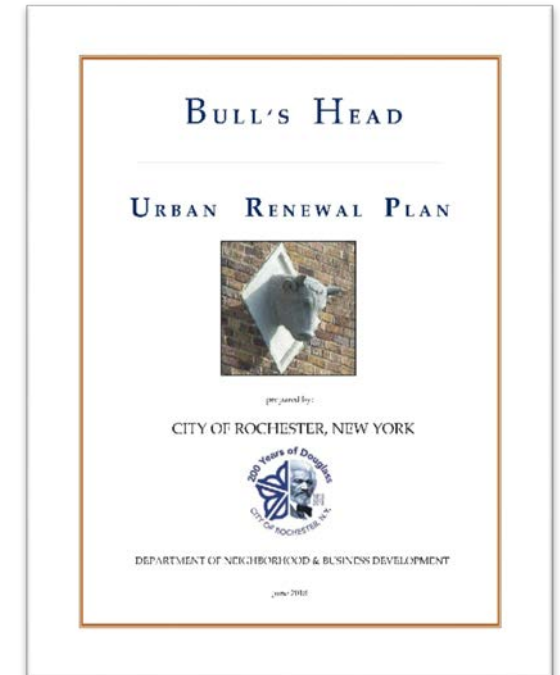 BULL'S HEAD
URBAN RENEWAL PLAN
prepared by:
CITY OF ROCHESTER, NEW YORK
200 Years of Douglass
CITY OF ROCHESTER, N.Y.
DEPARTMENT OF NEIGHBORHOOD & BUSINESS DEVELOPMENT
june 2018